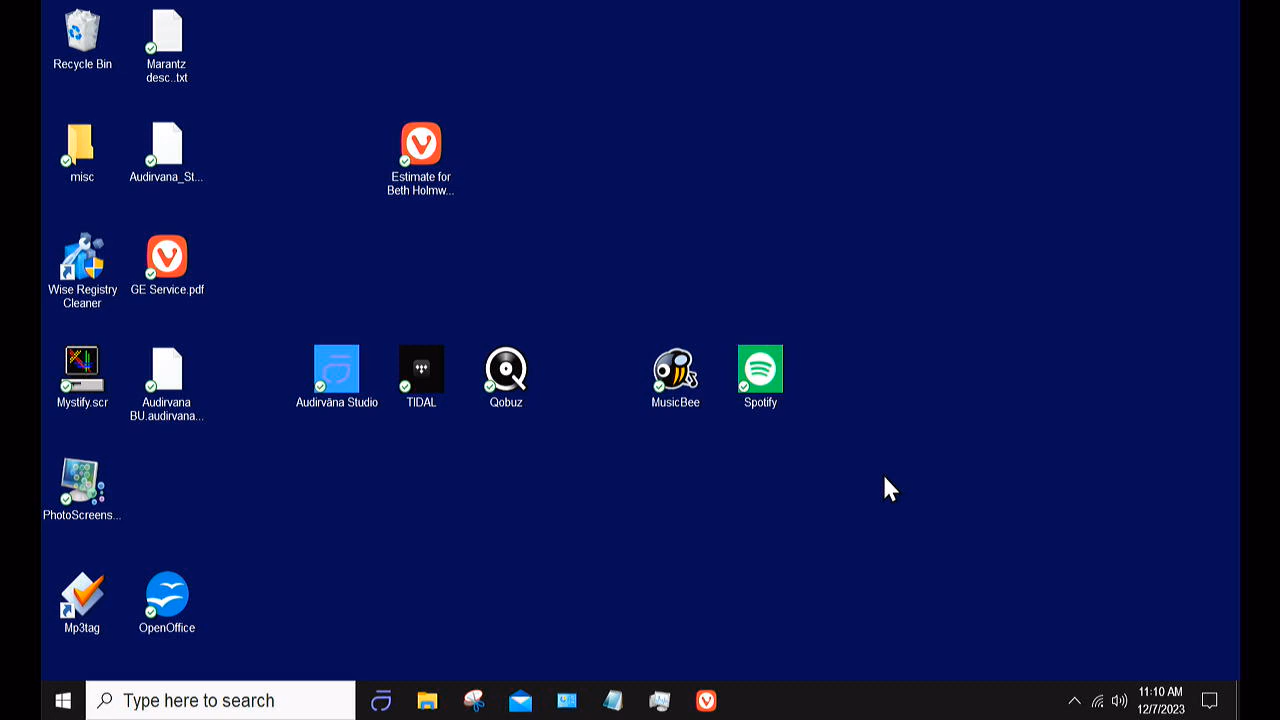 Recycle Bin
Marantz
desc..txt
misc
Audirvana_St...
Estimate for
Beth Holmw...
Wise Registry
Cleaner
GE Service.pdf
Mystify.scr
Audirvana
BU.audirvana...
Audirvāna Studio
TIDAL
Qobuz
MusicBee
Spotify
PhotoScreens...
Mp3tag
OpenOffice
Type here to search
11:10 AM
12/7/2023